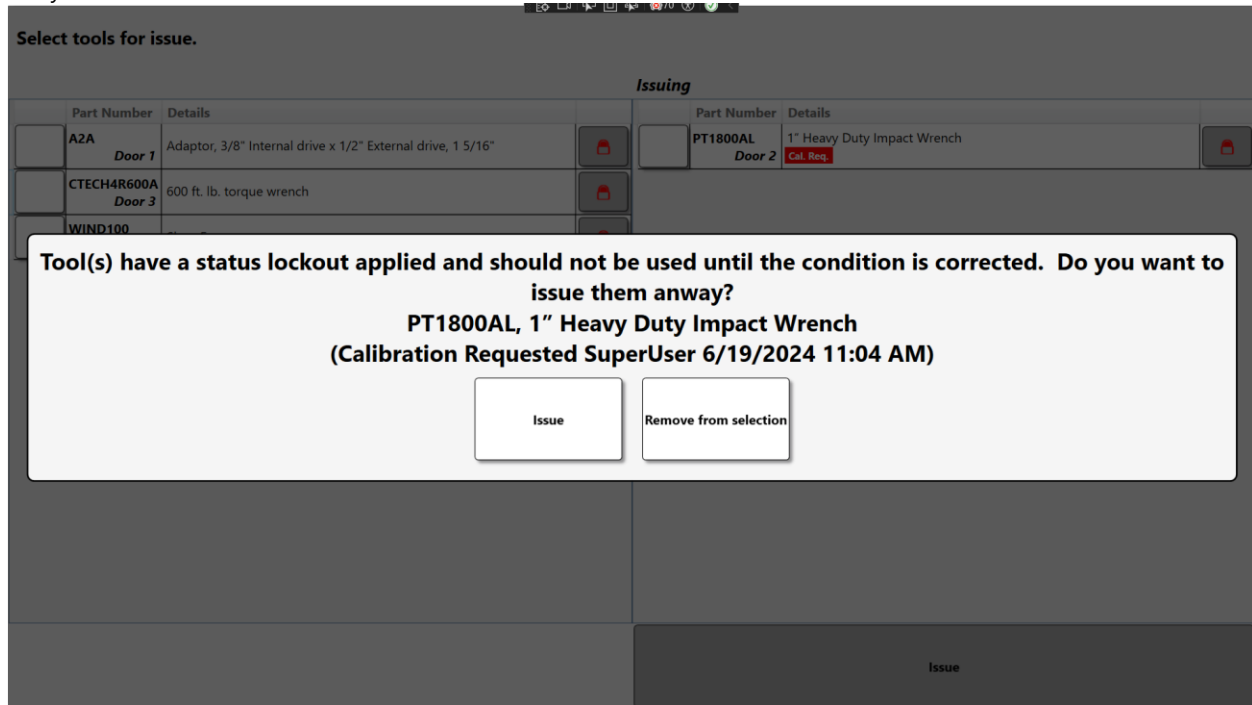 Select tools for issue.
Issuing
Part Number Details
A2A
Door 1
Adaptor, 3/8" Internal drive x 1/2" External drive, 1 5/16"
CTECH4R600A
Door 3
600 ft. lb. torque wrench
WIND100
Part Number Details
PT1800AL
Door 2
1" Heavy Duty Impact Wrench
Cal. Req.
Tool(s) have a status lockout applied and should not be used until the condition is corrected. Do you want to
issue them anway?
PT1800AL, 1” Heavy Duty Impact Wrench
(Calibration Requested SuperUser 6/19/2024 11:04 AM)
Issue
Remove from selection
Issue